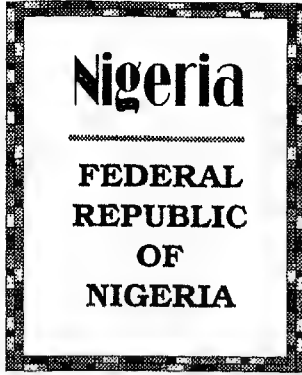 Nigeria
FEDERAL
REPUBLIC
OF
NIGERIA